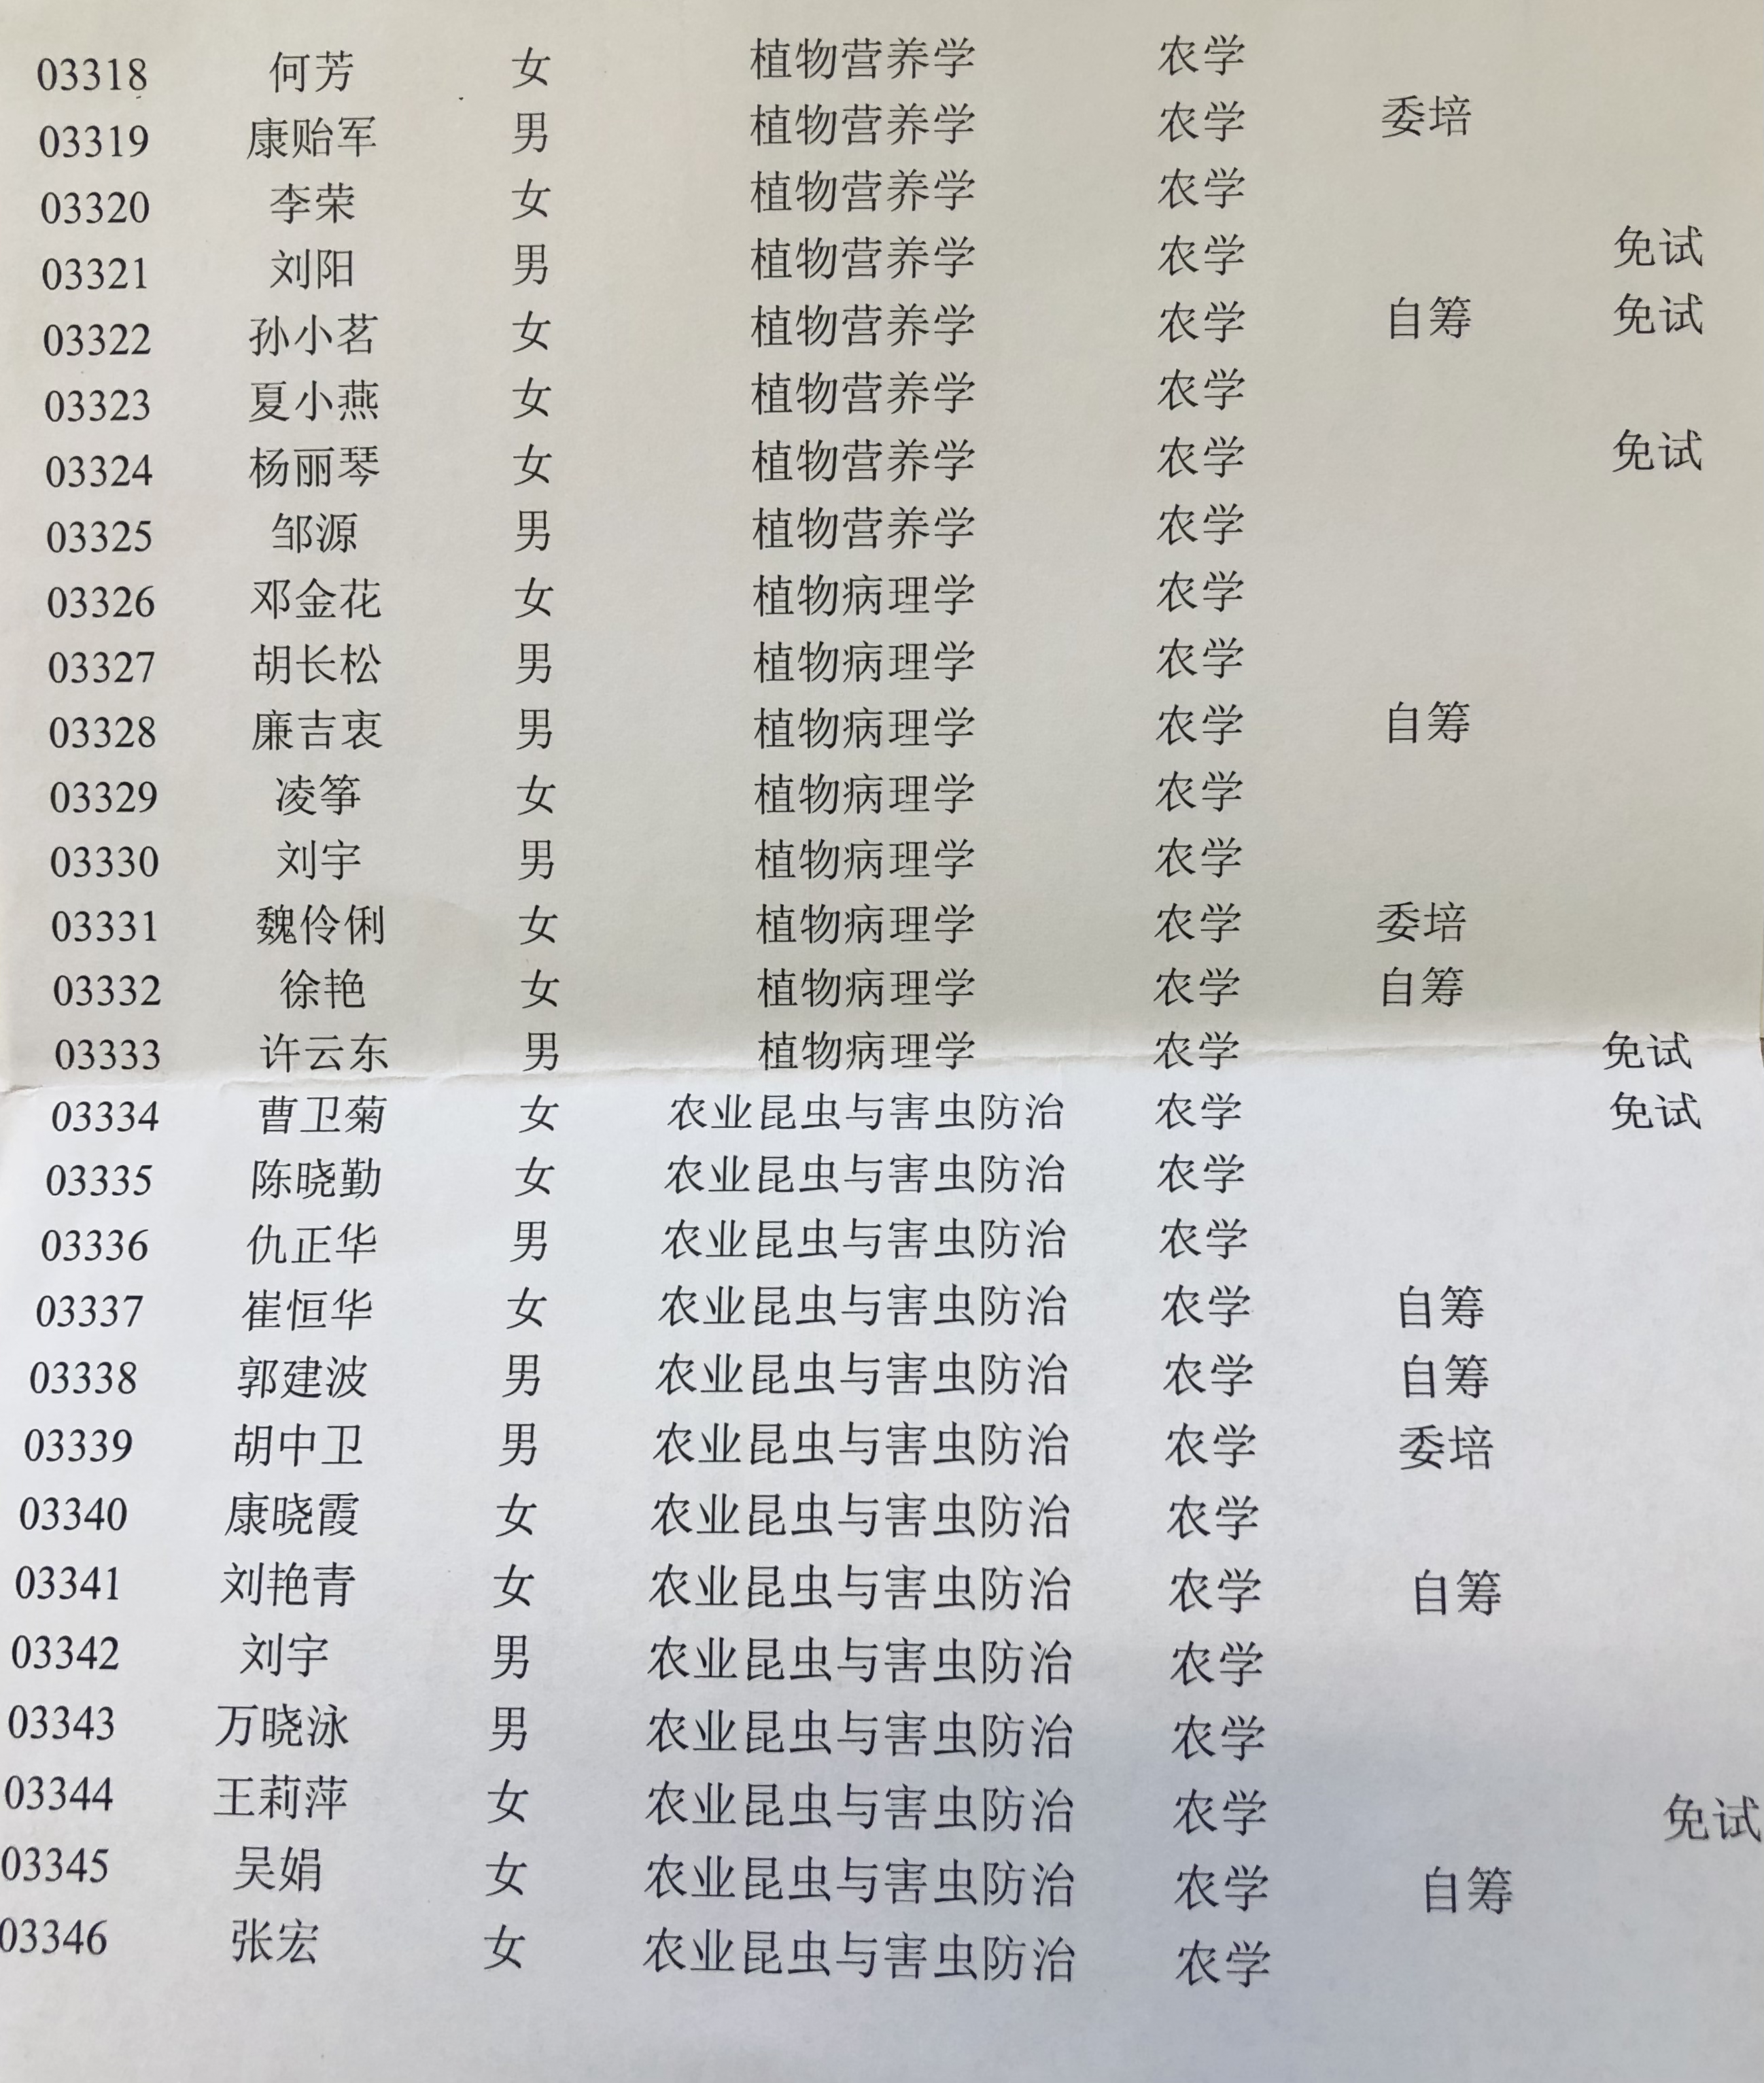 03318 何芳 女 植物营养学 农学
03319 康贻军 男 植物营养学 农学 委培
03320 李荣 女 植物营养学 农学
03321 刘阳 男 植物营养学 农学 免试
03322 孙小茗 女 植物营养学 农学 自筹 免试
03323 夏小燕 女 植物营养学 农学
03324 杨丽琴 女 植物营养学 农学 免试
03325 邹源 男 植物营养学 农学
03326 邓金花 女 植物病理学 农学
03327 胡长松 男 植物病理学 农学
03328 廉吉衷 男 植物病理学 农学 自筹
03329 凌筝 女 植物病理学 农学
03330 刘宇 男 植物病理学 农学
03331 魏伶俐 女 植物病理学 农学 委培
03332 徐艳 女 植物病理学 农学 自筹
03333 许云东 男 植物病理学 农学 免试
03334 曹卫菊 女 农业昆虫与害虫防治 农学 免试
03335 陈晓勤 女 农业昆虫与害虫防治 农学
03336 仇正华 男 农业昆虫与害虫防治 农学
03337 崔恒华 女 农业昆虫与害虫防治 农学 自筹
03338 郭建波 男 农业昆虫与害虫防治 农学 自筹
03339 胡中卫 男 农业昆虫与害虫防治 农学 委培
03340 康晓霞 女 农业昆虫与害虫防治 农学
03341 刘艳青 女 农业昆虫与害虫防治 农学 自筹
03342 刘宇 男 农业昆虫与害虫防治 农学
03343 万晓泳 男 农业昆虫与害虫防治 农学
03344 王莉萍 女 农业昆虫与害虫防治 农学 免试
03345 吴娟 女 农业昆虫与害虫防治 农学 自筹
03346 张宏 女 农业昆虫与害虫防治 农学